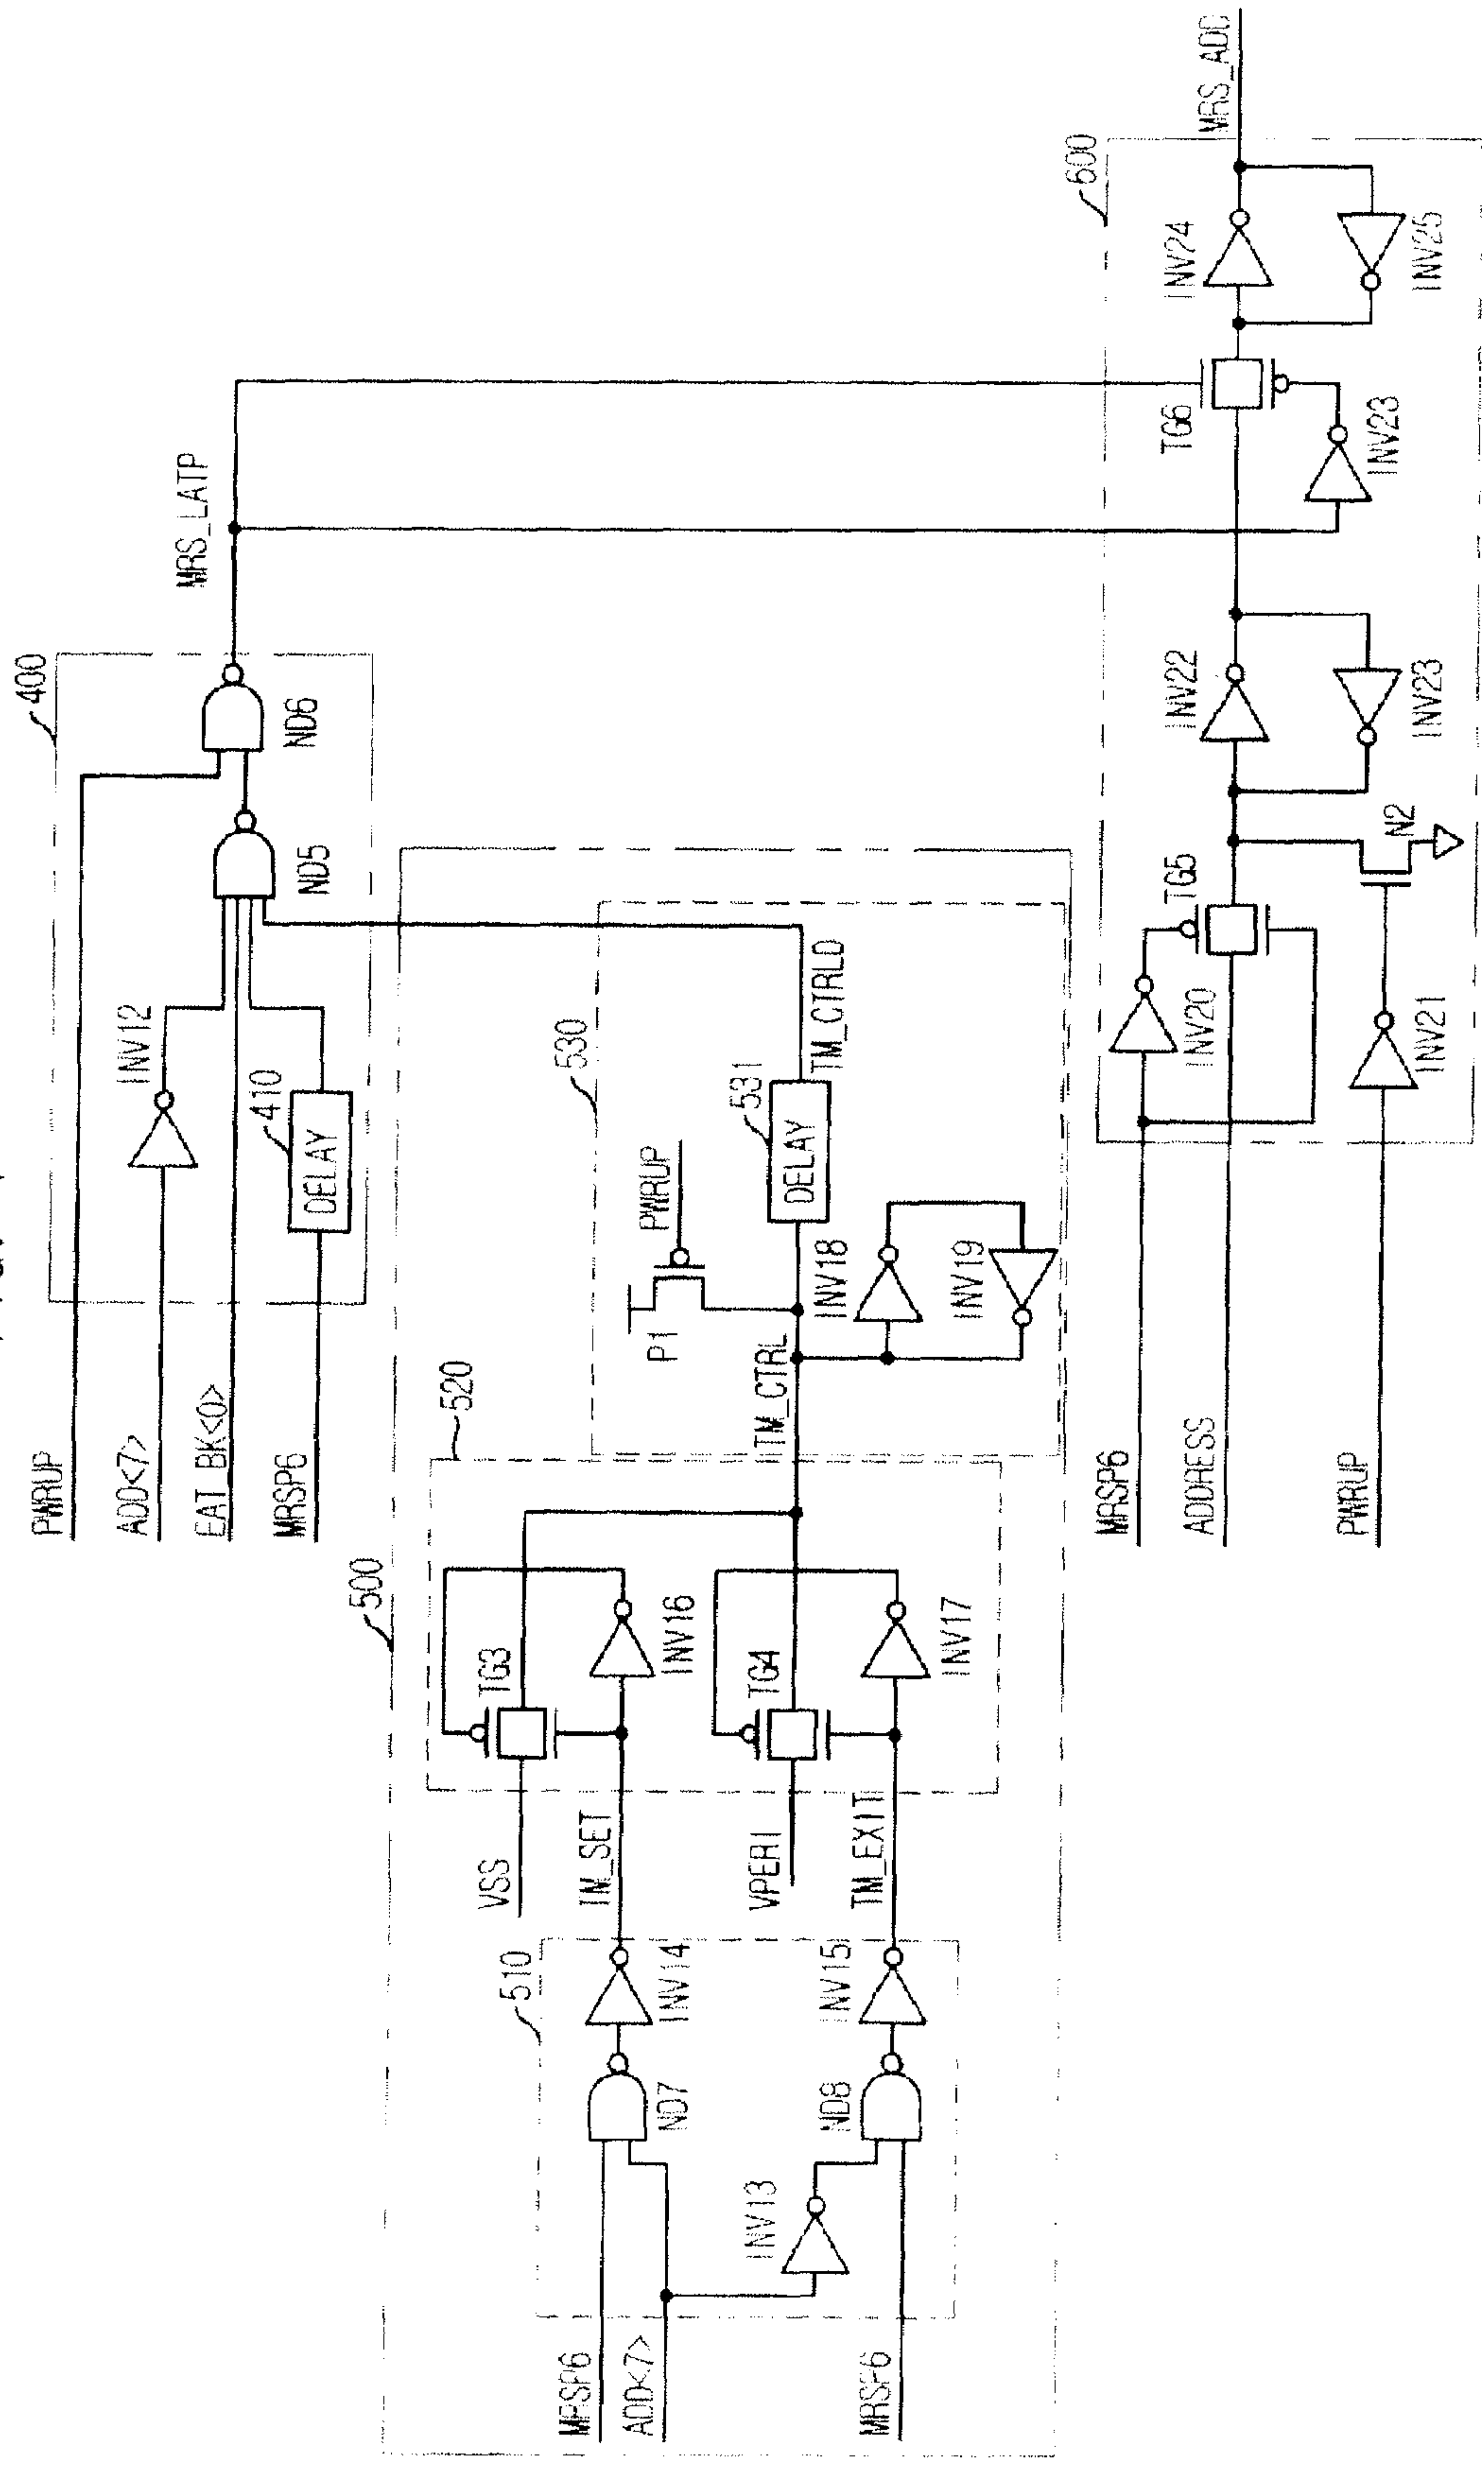 400
PWRUP
ADD<7>
EAT_BK<0>
MRSP6
INV12
410
DELAY
ND5
ND6
MRS_LATP
500
510
MRSP6
ADD<7>
MRSP6
INV13
ND7
ND8
INV14
INV15
520
VSS
TM_SET
VPERI
TM_EXIT
TG3
INV16
TG4
INV17
530
TM_CTRL
P1
PWRUP
INV18
INV19
531
DELAY
TM_CTRLD
600
MRSP6
ADDRESS
PWRUP
INV20
INV21
TG5
N2
INV22
INV23
TG6
INV23
INV24
INV25
MRS_ADD